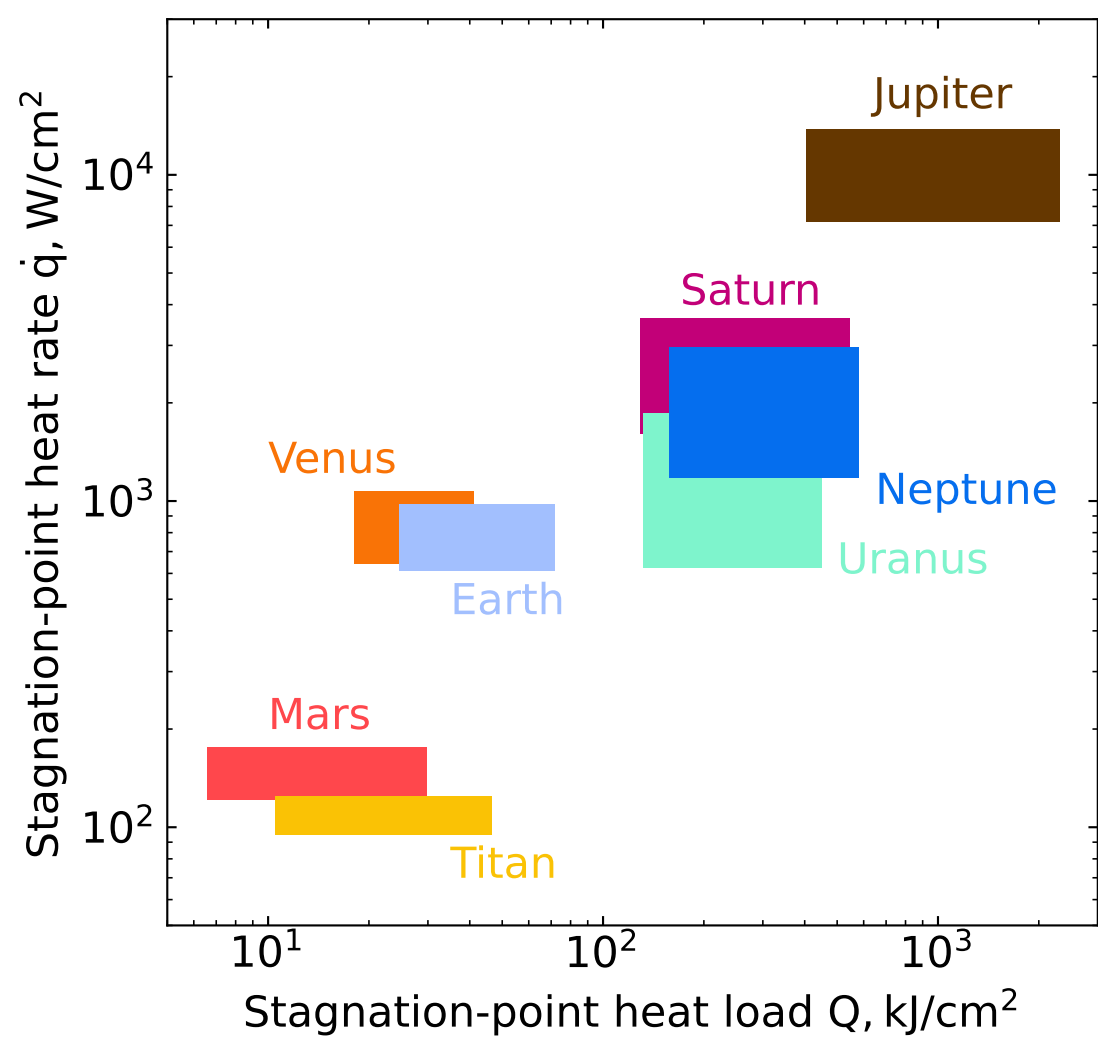 Jupiter
Saturn
Neptune
Uranus
Venus
Earth
Mars
Titan
10⁴
10³
10²
10¹
10²
10³
Stagnation-point heat rate q̇, W/cm²
Stagnation-point heat load Q, kJ/cm²